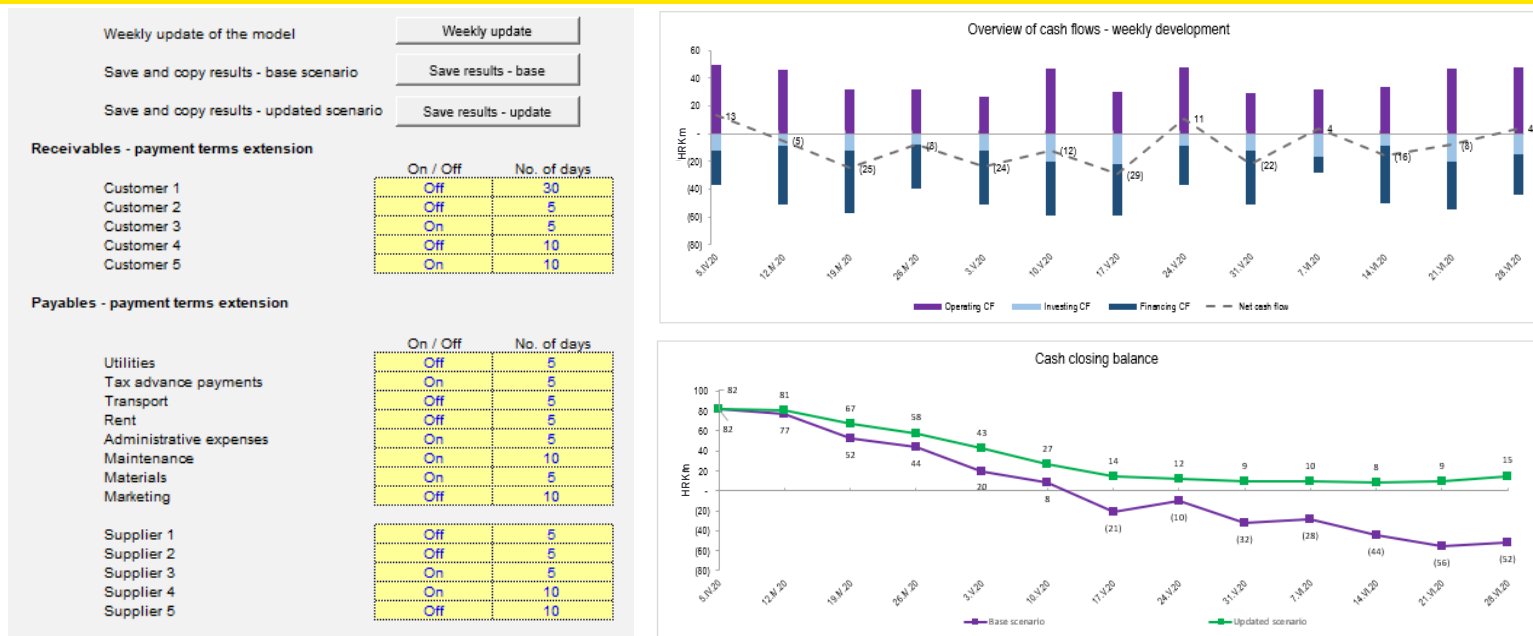 Weekly update of the model Weekly update
Save and copy results - base scenario Save results - base
Save and copy results - updated scenario Save results - update
Receivables - payment terms extension
On / Off No. of days
Customer 1 Off 30
Customer 2 Off 5
Customer 3 On 5
Customer 4 Off 10
Customer 5 On 10
Payables - payment terms extension
On / Off No. of days
Utilities Off 5
Tax advance payments On 5
Transport Off 5
Rent Off 5
Administrative expenses On 5
Maintenance On 10
Materials On 5
Marketing Off 10
Supplier 1 Off 5
Supplier 2 Off 5
Supplier 3 On 5
Supplier 4 On 10
Supplier 5 Off 10
Overview of cash flows - weekly development
HRKm
60
40
20
-
(20)
(40)
(60)
(80)
13 (5) (25) (8) (24) (12) (29) 11 (22) 4 (16) (8) 4
5.IV.20 12.IV.20 19.IV.20 26.IV.20 3.V.20 10.V.20 17.V.20 24.V.20 31.V.20 7.VI.20 14.VI.20 21.VI.20 28.VI.20
Operating CF Investing CF Financing CF Net cash flow
Cash closing balance
HRKm
100
80
60
40
20
-
(20)
(40)
(60)
(80)
82 81 67 58 43 27 14 12 9 10 8 9 15
82 77 52 44 20 8 (21) (10) (32) (28) (44) (56) (52)
5.IV.20 12.IV.20 19.IV.20 26.IV.20 3.V.20 10.V.20 17.V.20 24.V.20 31.V.20 7.VI.20 14.VI.20 21.VI.20 28.VI.20
Base scenario Updated scenario